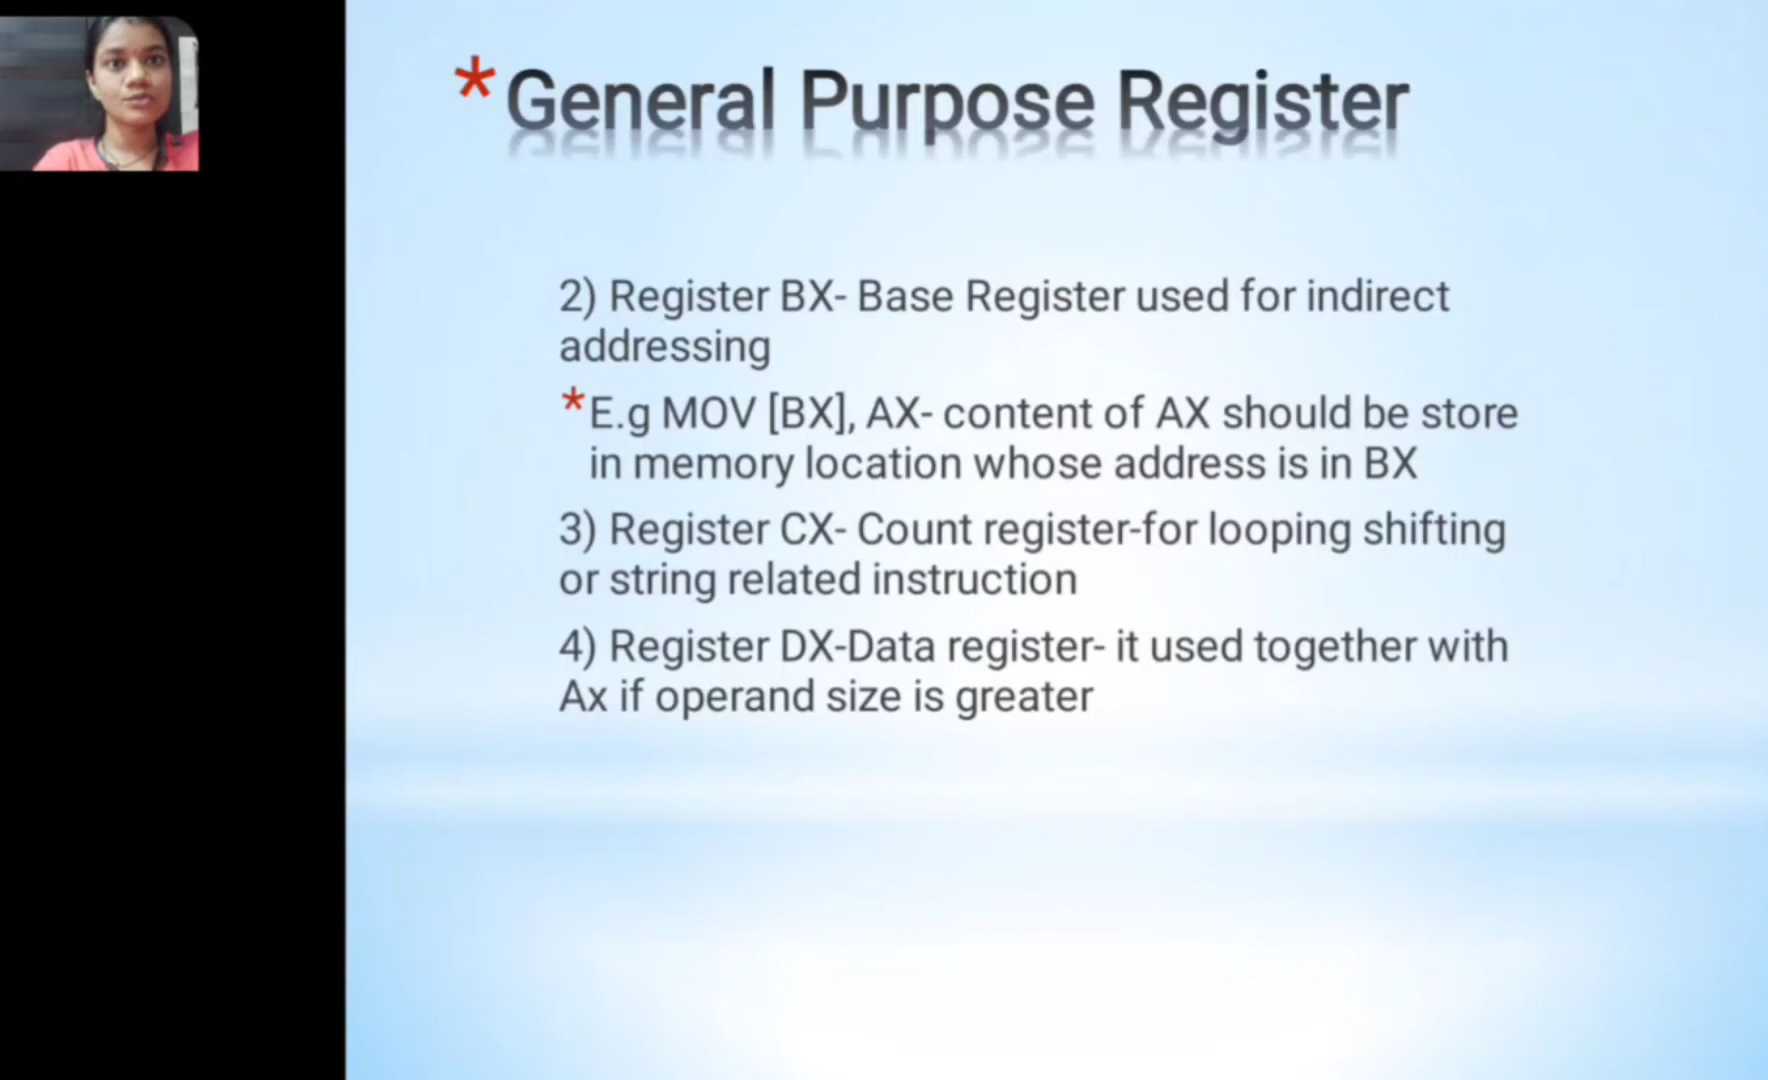 *General Purpose Register
2) Register BX- Base Register used for indirect
addressing
*E.g MOV [BX], AX- content of AX should be store
in memory location whose address is in BX
3) Register CX- Count register-for looping shifting
or string related instruction
4) Register DX-Data register- it used together with
Ax if operand size is greater